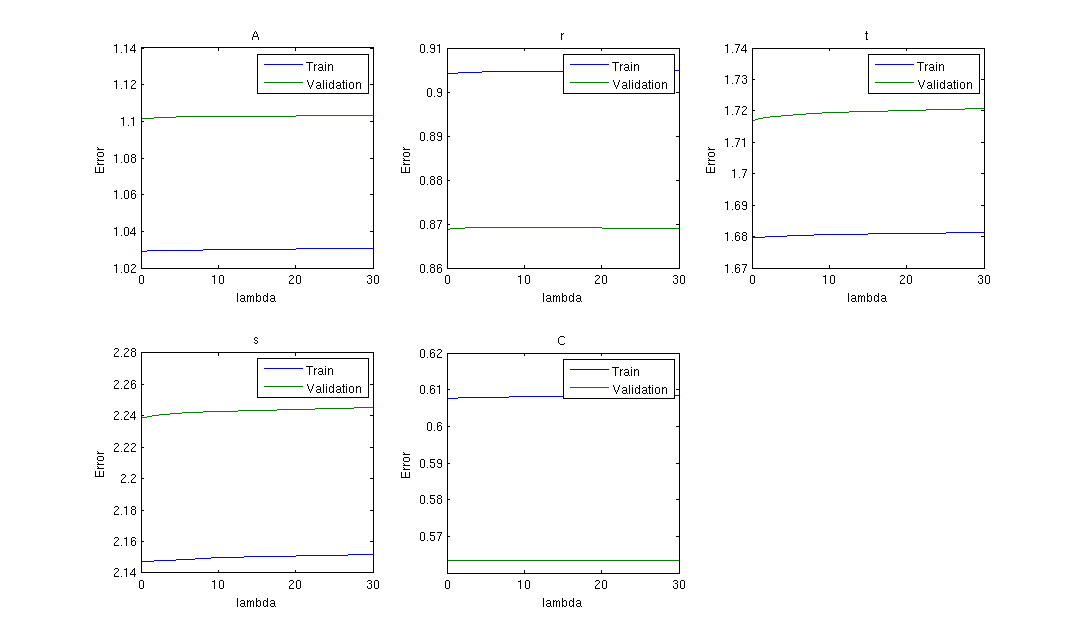 A
1.14
1.12
1.1
1.08
1.06
1.04
1.02
Error
0
10
20
30
lambda
Train
Validation
r
0.91
0.9
0.89
0.88
0.87
0.86
Error
0
10
20
30
lambda
Train
Validation
t
1.74
1.73
1.72
1.71
1.7
1.69
1.68
1.67
Error
0
10
20
30
lambda
Train
Validation
s
2.28
2.26
2.24
2.22
2.2
2.18
2.16
2.14
Error
0
10
20
30
lambda
Train
Validation
C
0.62
0.61
0.6
0.59
0.58
0.57
Error
0
10
20
30
lambda
Train
Validation